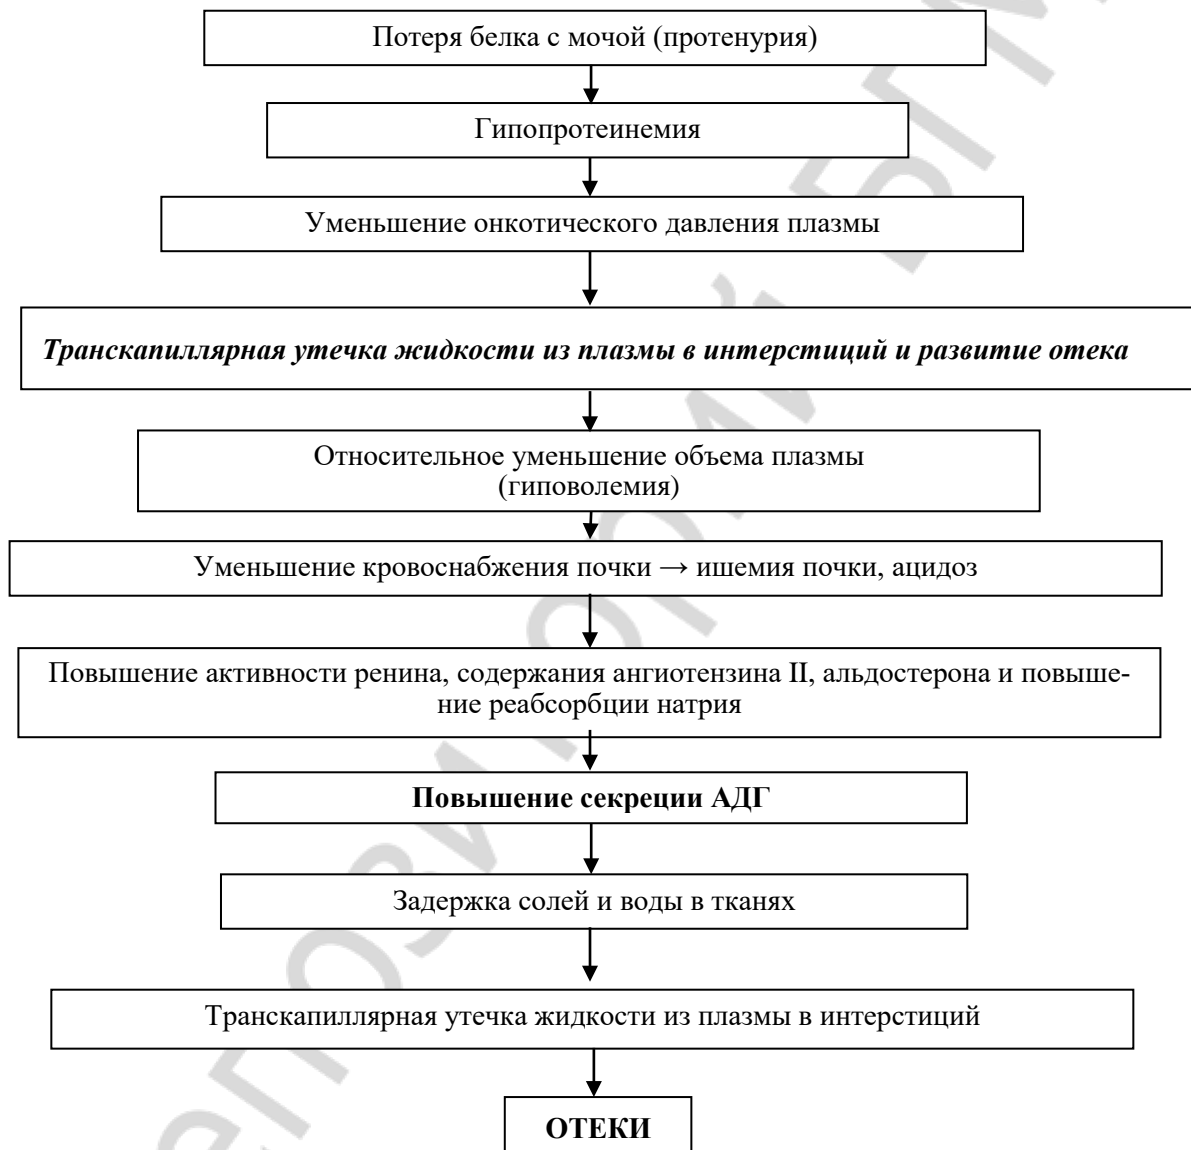 Потеря белка с мочой (протенурия)
Гипопротеинемия
Уменьшение онкотического давления плазмы
Транскапиллярная утечка жидкости из плазмы в интерстиций и развитие отека
Относительное уменьшение объема плазмы
(гиповолемия)
Уменьшение кровоснабжения почки → ишемия почки, ацидоз
Повышение активности ренина, содержания ангиотензина II, альдостерона и повыше-
ние реабсорбции натрия
Повышение секреции АДГ
Задержка солей и воды в тканях
Транскапиллярная утечка жидкости из плазмы в интерстиций
ОТЕКИ